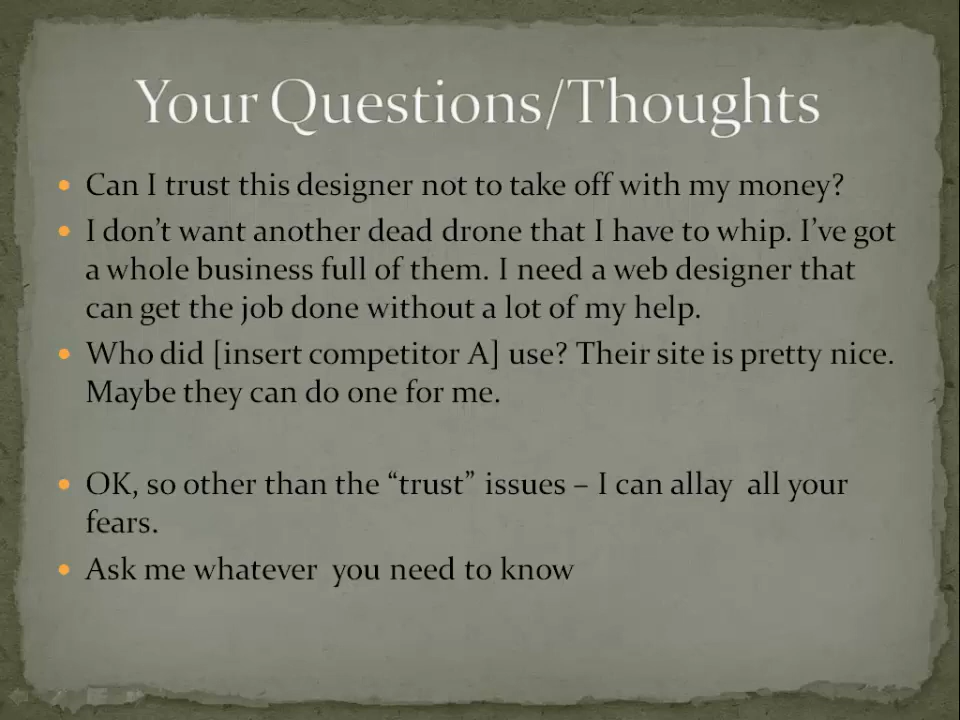 Your Questions/Thoughts
Can I trust this designer not to take off with my money?
I don’t want another dead drone that I have to whip. I’ve got
a whole business full of them. I need a web designer that
can get the job done without a lot of my help.
Who did [insert competitor A] use? Their site is pretty nice.
Maybe they can do one for me.
OK, so other than the “trust” issues – I can allay  all your
fears.
Ask me whatever  you need to know